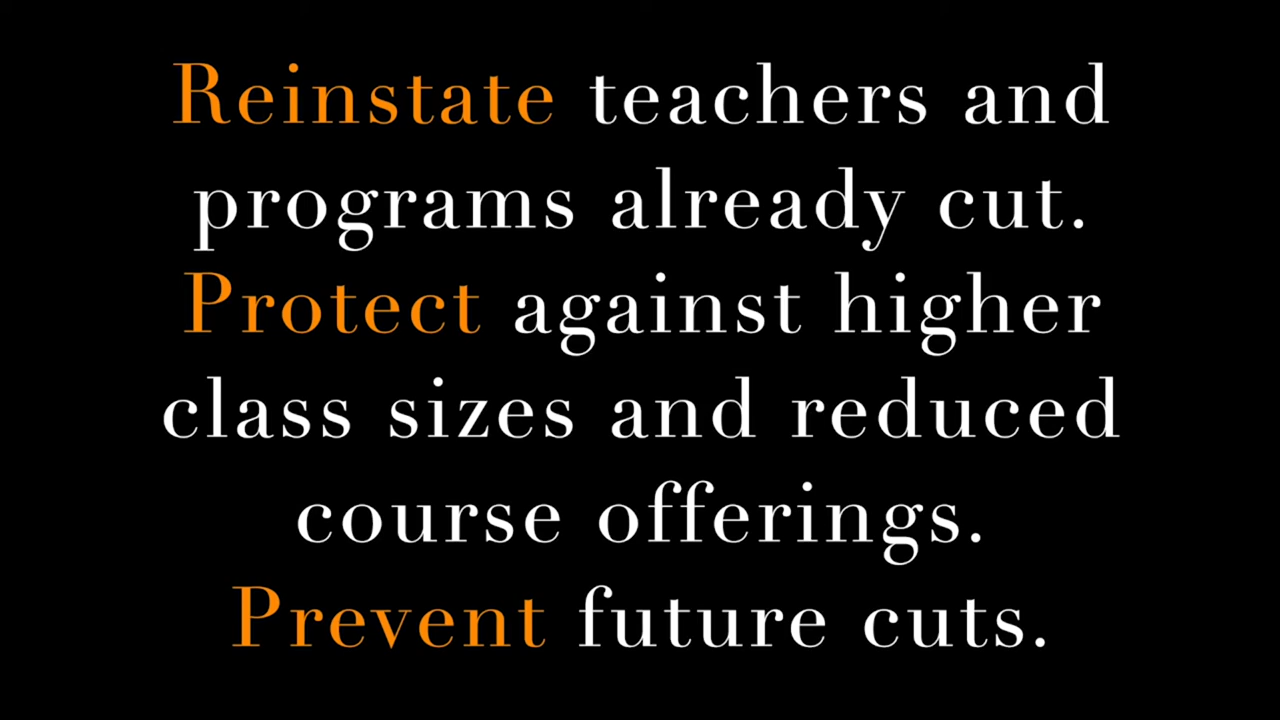 Reinstate teachers and
programs already cut.
Protect against higher
class sizes and reduced
course offerings.
Prevent future cuts.